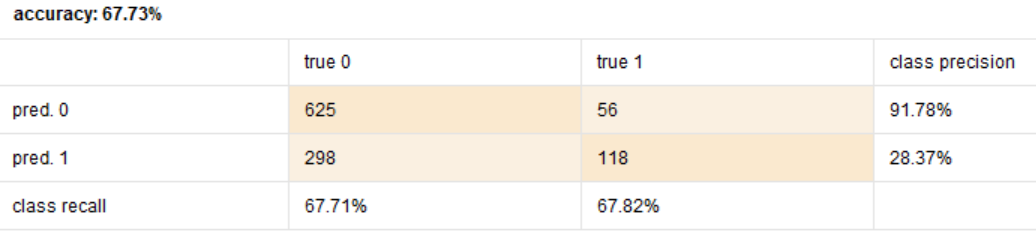 accuracy: 67.73%
true 0 true 1 class precision
pred. 0 625 56 91.78%
pred. 1 298 118 28.37%
class recall 67.71% 67.82%